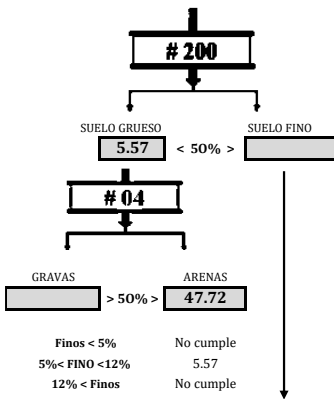 # 200
SUELO GRUESO SUELO FINO
5.57 < 50% >
# 04
GRAVAS ARENAS
> 50% > 47.72
Finos < 5% No cumple
5%< FINO <12% 5.57
12% < Finos No cumple